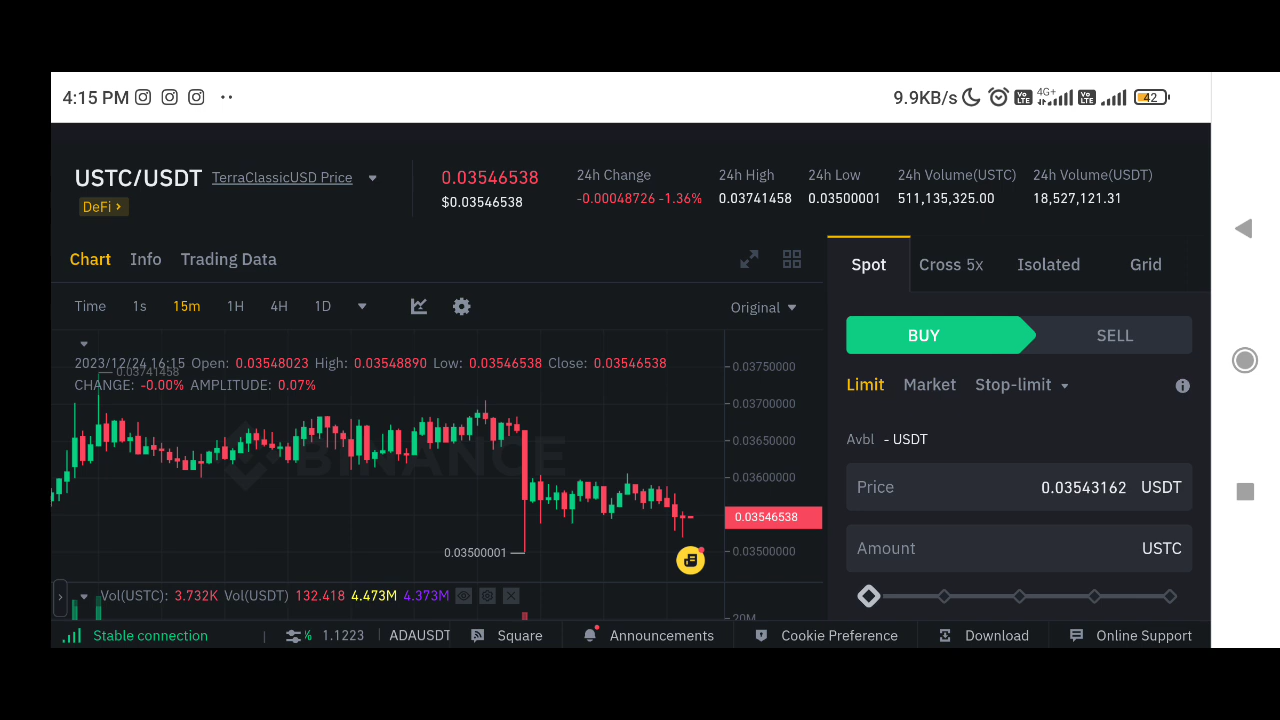 4:15 PM
9.9KB/s 4G+ Vo LTE Vo LTE 42
USTC/USDT TerraClassicUSD Price
DeFi
0.03546538
$0.03546538
24h Change
-0.00048726 -1.36%
24h High
0.03741458
24h Low
0.03500001
24h Volume(USTC)
511,135,325.00
24h Volume(USDT)
18,527,121.31
Chart Info Trading Data
Time 1s 15m 1H 4H 1D
Original
2023/12/24 16:15 Open: 0.03548023 High: 0.03548890 Low: 0.03546538 Close: 0.03546538
0.03741458
CHANGE: -0.00% AMPLITUDE: 0.07%
BINANCE
0.03750000
0.03700000
0.03650000
0.03600000
0.03546538
0.03500000
0.03500001
Vol(USTC): 3.732K Vol(USDT) 132.418 4.473M 4.373M
20M
Spot Cross 5x Isolated Grid
BUY SELL
Limit Market Stop-limit
Avbl - USDT
Price 0.03543162 USDT
Amount USTC
Stable connection
% 1.1223 ADAUSDT
Square
Announcements
Cookie Preference
Download
Online Support